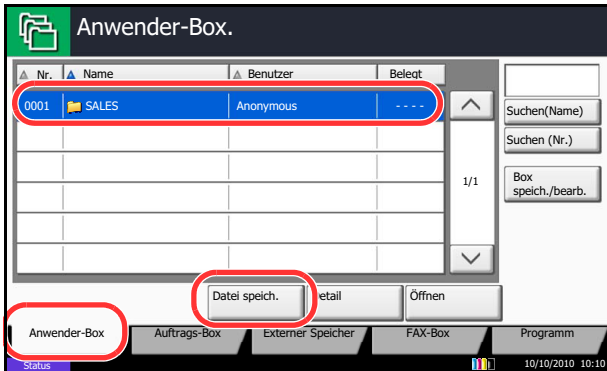 Anwender-Box.
Nr. Name Benutzer Belegt
0001 SALES Anonymous ----
Suchen(Name)
Suchen (Nr.)
1/1
Box
speich./bearb.
Datei speich. Detail Öffnen
Anwender-Box Auftrags-Box Externer Speicher FAX-Box Programm
Status 10/10/2010 10:10